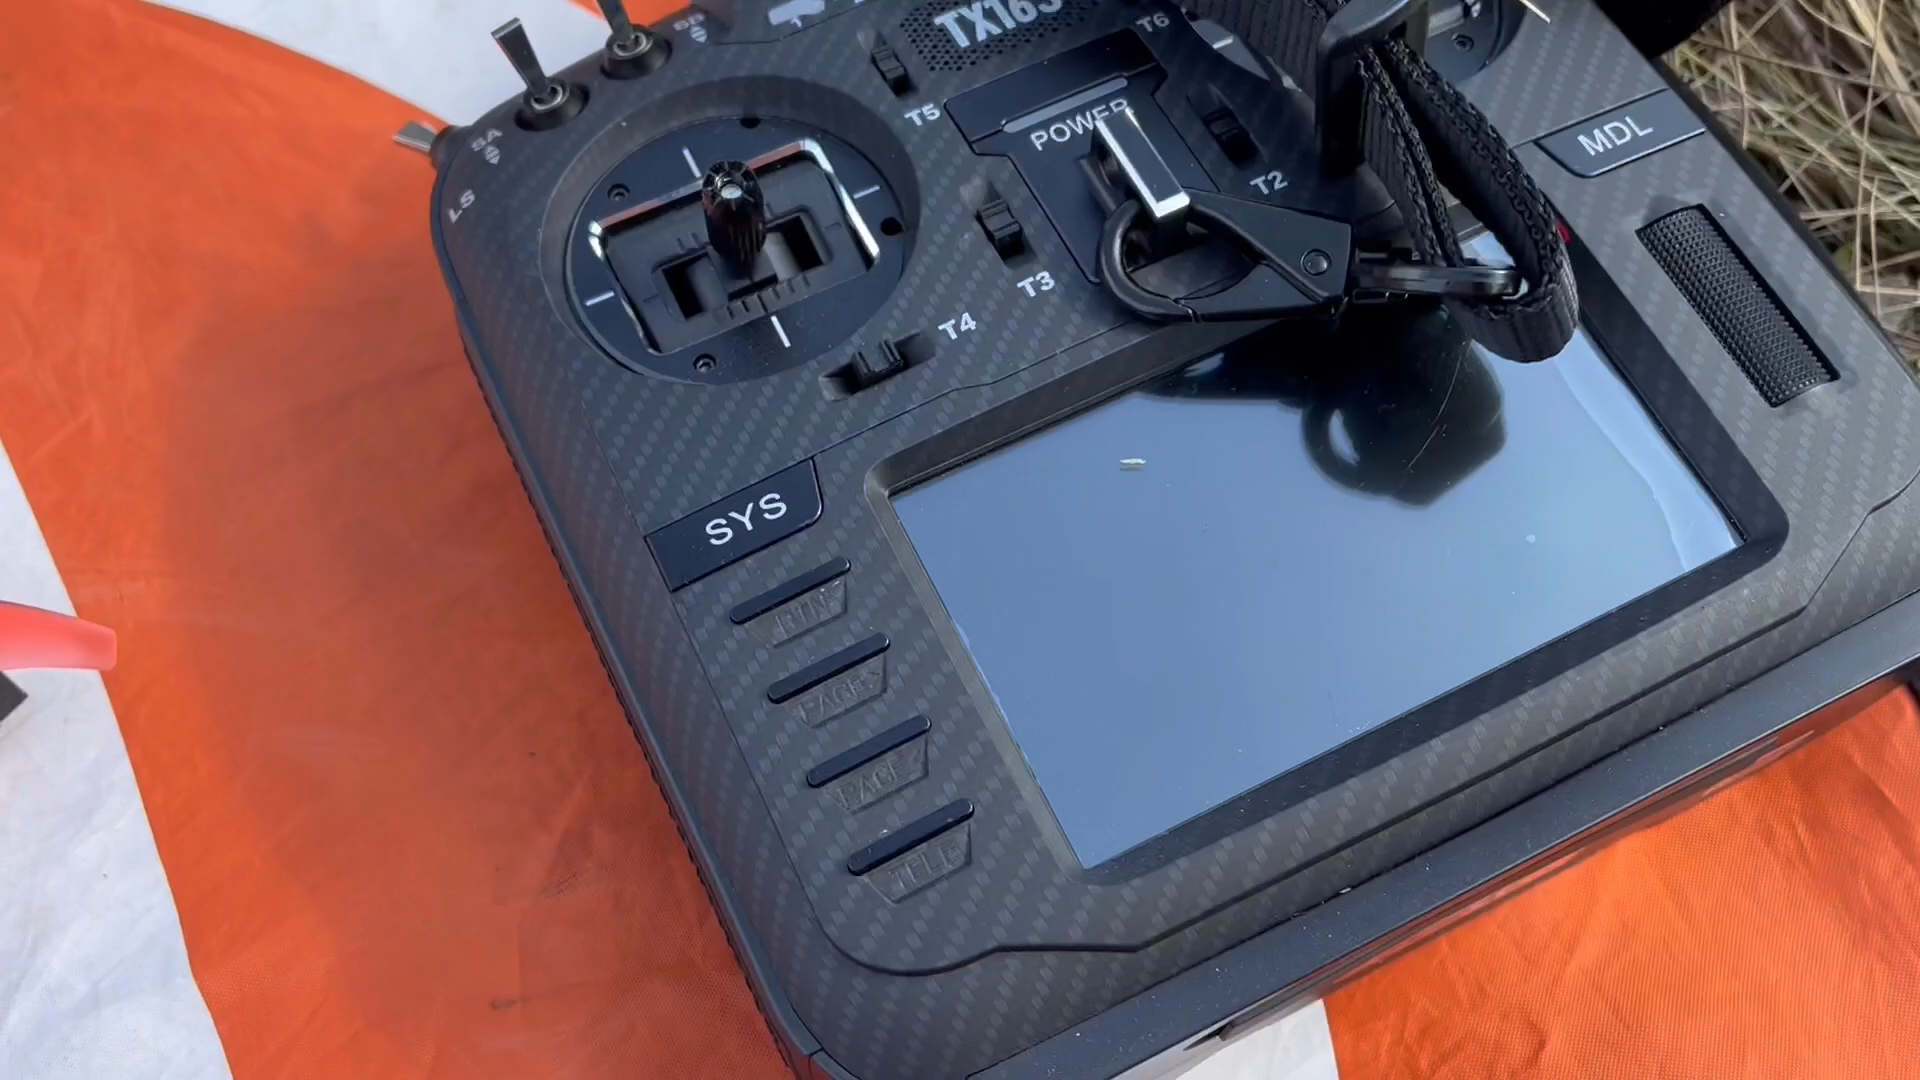 SB
TX16S
T6
SA
LS
T5
POWER
T2
MDL
T3
T4
SYS
RTN
PAGE>
PAGE<
TELE